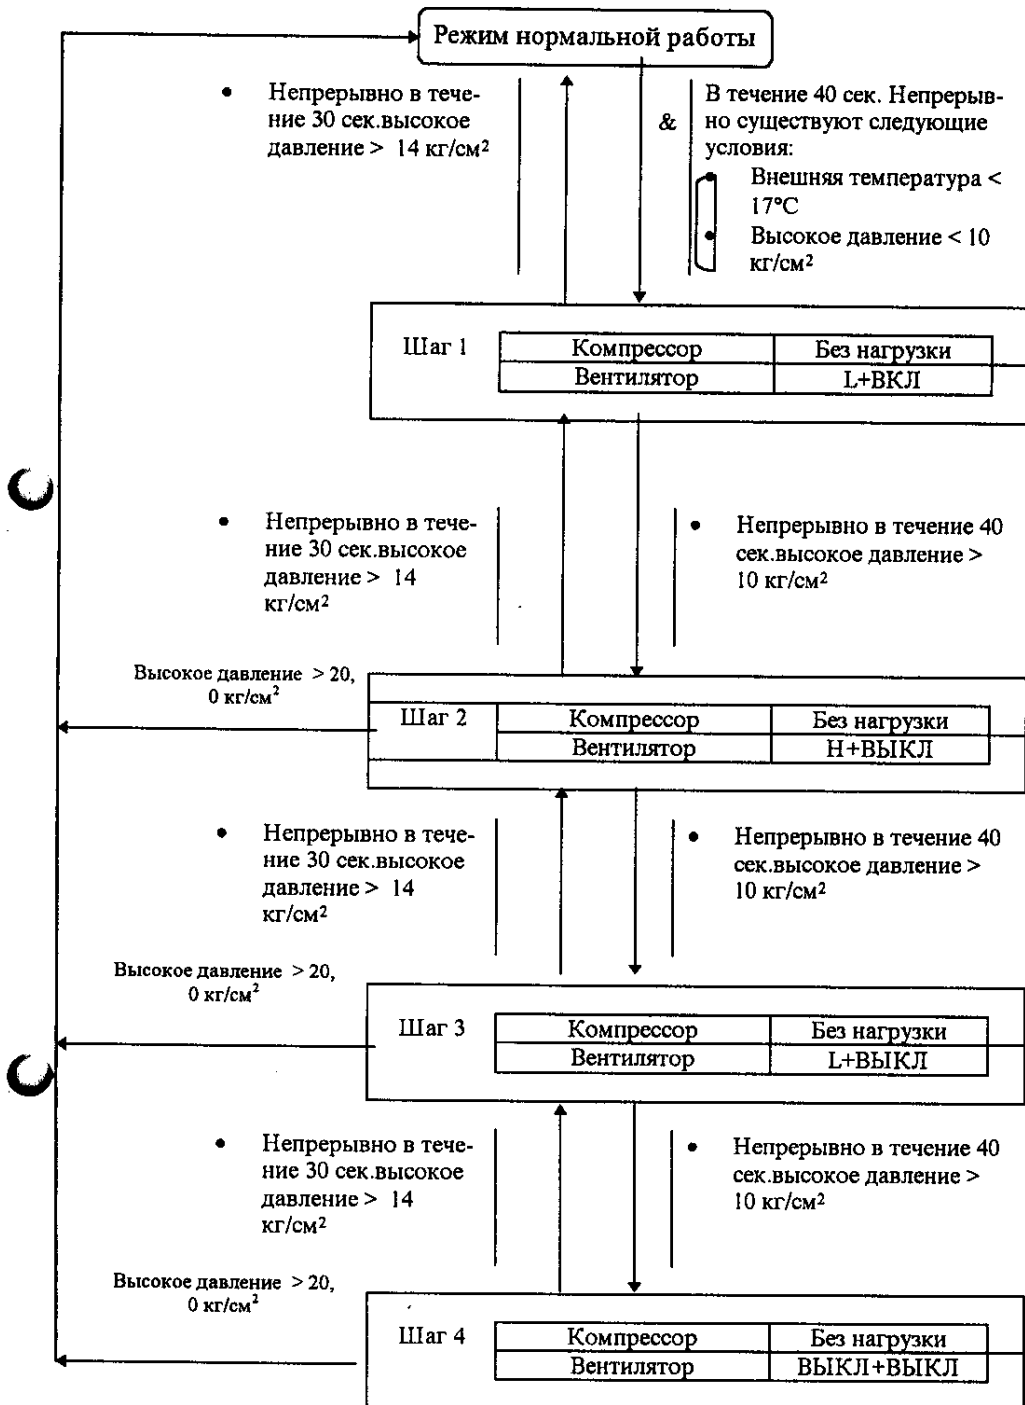 Режим нормальной работы
• Непрерывно в тече-
ние 30 сек.высокое
давление > 14 кг/см²
&
В течение 40 сек. Непрерыв-
но существуют следующие
условия:
• Внешняя температура <
17°C
• Высокое давление < 10
кг/см²
Шаг 1
Компрессор Без нагрузки
Вентилятор L+ВКЛ
• Непрерывно в тече-
ние 30 сек.высокое
давление > 14
кг/см²
• Непрерывно в течение 40
сек.высокое давление >
10 кг/см²
Высокое давление > 20,
0 кг/см²
Шаг 2
Компрессор Без нагрузки
Вентилятор H+ВЫКЛ
• Непрерывно в тече-
ние 30 сек.высокое
давление > 14
кг/см²
• Непрерывно в течение 40
сек.высокое давление >
10 кг/см²
Высокое давление > 20,
0 кг/см²
Шаг 3
Компрессор Без нагрузки
Вентилятор L+ВЫКЛ
• Непрерывно в тече-
ние 30 сек.высокое
давление > 14
кг/см²
• Непрерывно в течение 40
сек.высокое давление >
10 кг/см²
Высокое давление > 20,
0 кг/см²
Шаг 4
Компрессор Без нагрузки
Вентилятор ВЫКЛ+ВЫКЛ